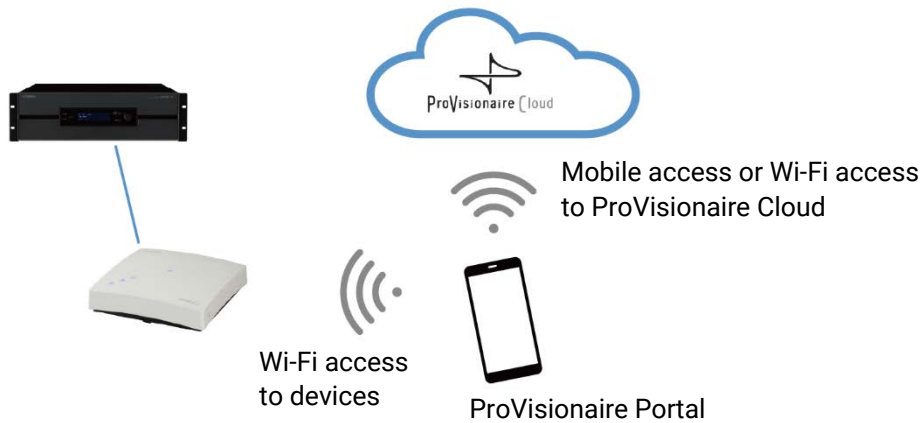 ProVisionaire Cloud
Mobile access or Wi-Fi access
to ProVisionaire Cloud
Wi-Fi access
to devices
ProVisionaire Portal